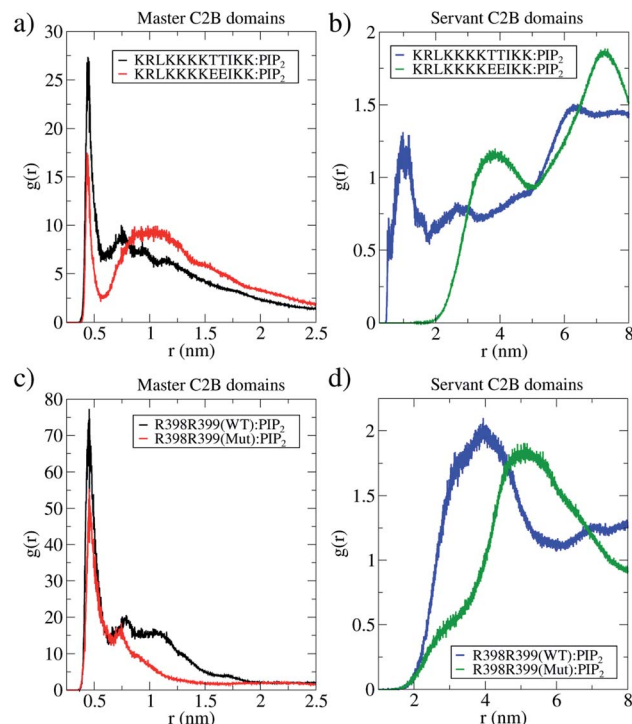 a)
Master C2B domains
g(r)
30
25
20
15
10
5
0
KRLKKKKTTIKK:PIP₂
KRLKKKKEEIKK:PIP₂
0.5 1 1.5 2 2.5
r (nm)
b)
Servant C2B domains
g(r)
2
1.5
1
0.5
0
KRLKKKKTTIKK:PIP₂
KRLKKKKEEIKK:PIP₂
2 4 6 8
r (nm)
c)
Master C2B domains
g(r)
80
70
60
50
40
30
20
10
0
R398R399(WT):PIP₂
R398R399(Mut):PIP₂
0.5 1 1.5 2 2.5
r (nm)
d)
Servant C2B domains
g(r)
2
1.5
1
0.5
0
R398R399(WT):PIP₂
R398R399(Mut):PIP₂
2 4 6 8
r (nm)